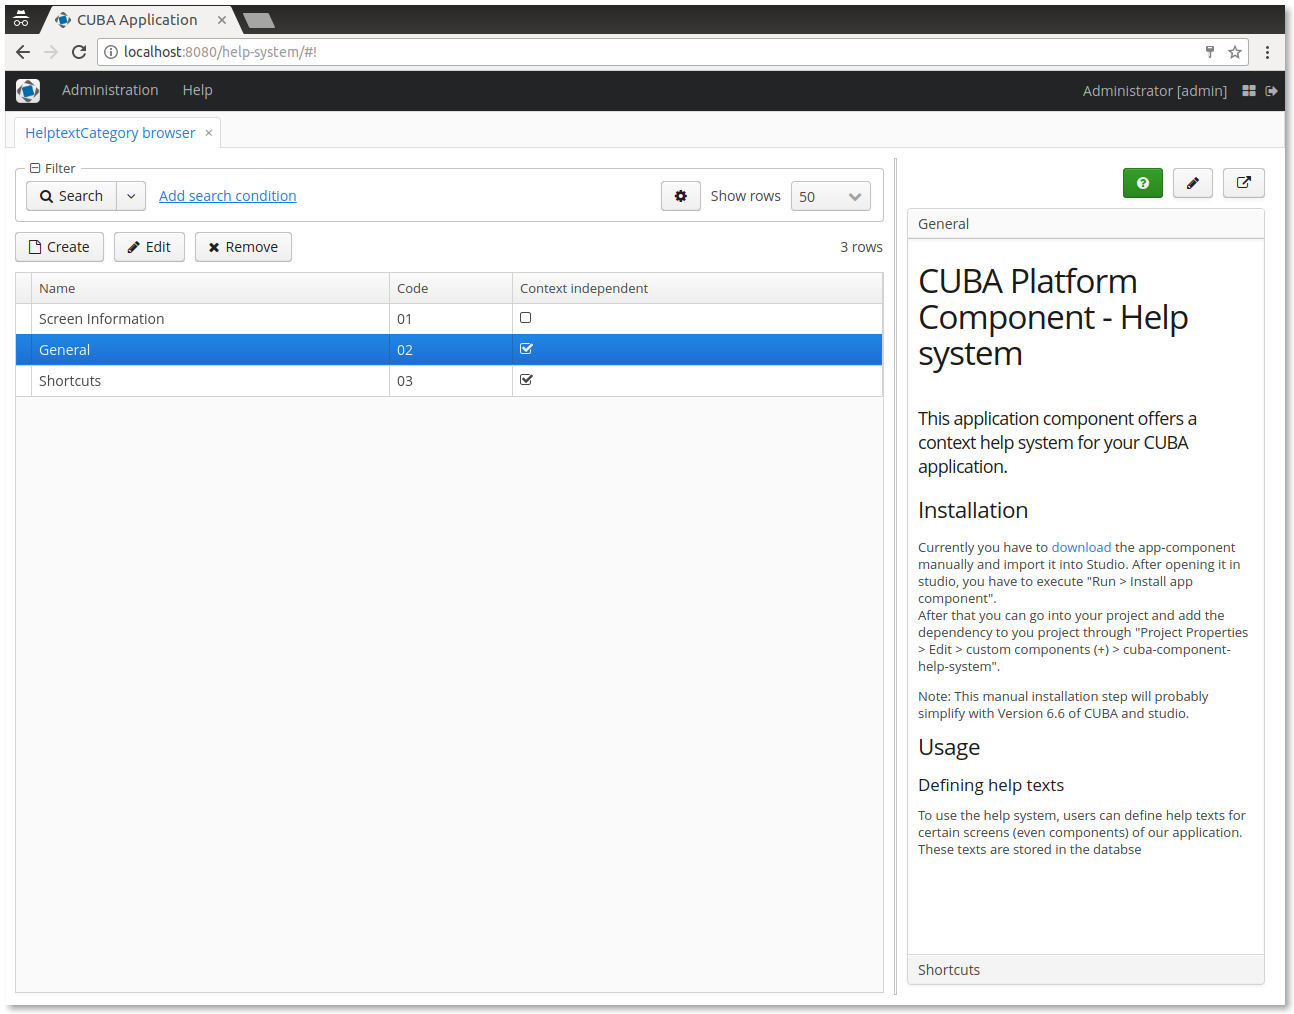 CUBA Application
localhost:8080/help-system/#!
Administration Help
Administrator [admin]
HelptextCategory browser
Filter
Search Add search condition Show rows 50
Create Edit Remove 3 rows
Name Code Context independent
Screen Information 01
General 02
Shortcuts 03
General
CUBA Platform
Component - Help
system
This application component offers a
context help system for your CUBA
application.
Installation
Currently you have to download the app-component
manually and import it into Studio. After opening it in
studio, you have to execute "Run > Install app
component".
After that you can go into your project and add the
dependency to you project through "Project Properties
> Edit > custom components (+) > cuba-component-
help-system".
Note: This manual installation step will probably
simplify with Version 6.6 of CUBA and studio.
Usage
Defining help texts
To use the help system, users can define help texts for
certain screens (even components) of our application.
These texts are stored in the databse
Shortcuts